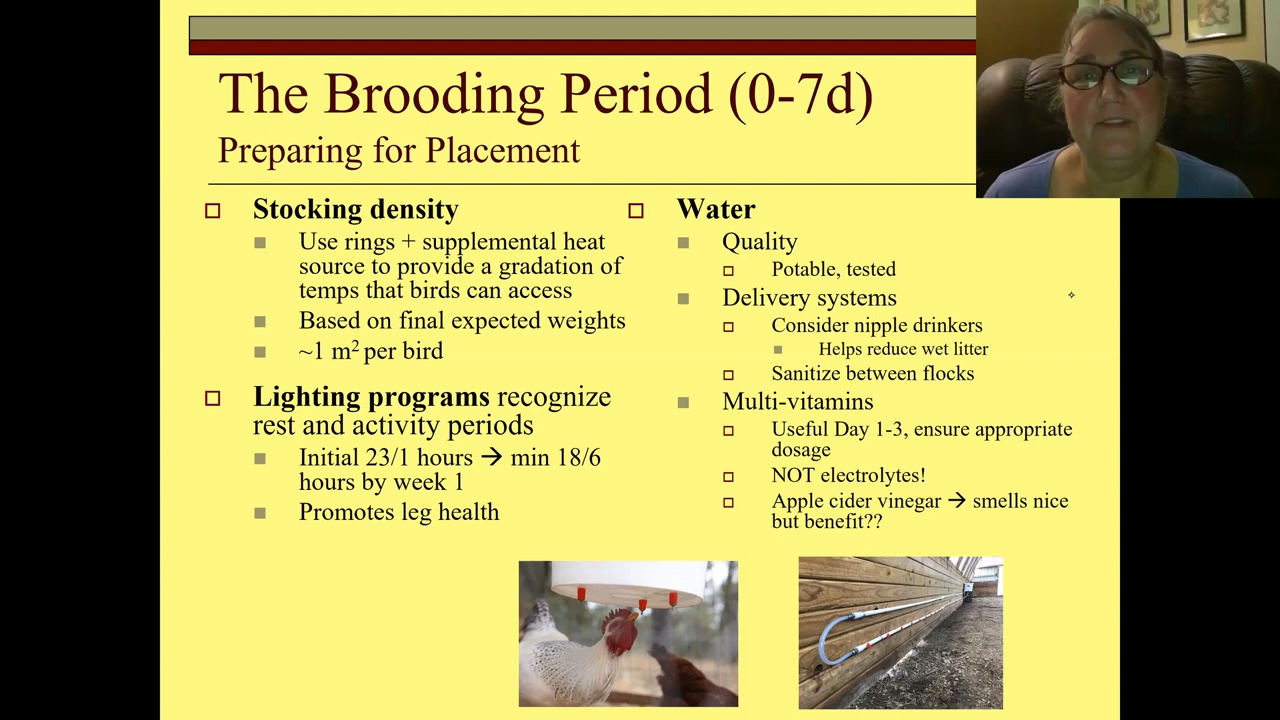 The Brooding Period (0-7d)
Preparing for Placement
Stocking density
Use rings + supplemental heat
source to provide a gradation of
temps that birds can access
Based on final expected weights
~1 m² per bird
Lighting programs recognize
rest and activity periods
Initial 23/1 hours → min 18/6
hours by week 1
Promotes leg health
Water
Quality
Potable, tested
Delivery systems
Consider nipple drinkers
Helps reduce wet litter
Sanitize between flocks
Multi-vitamins
Useful Day 1-3, ensure appropriate
dosage
NOT electrolytes!
Apple cider vinegar → smells nice
but benefit??